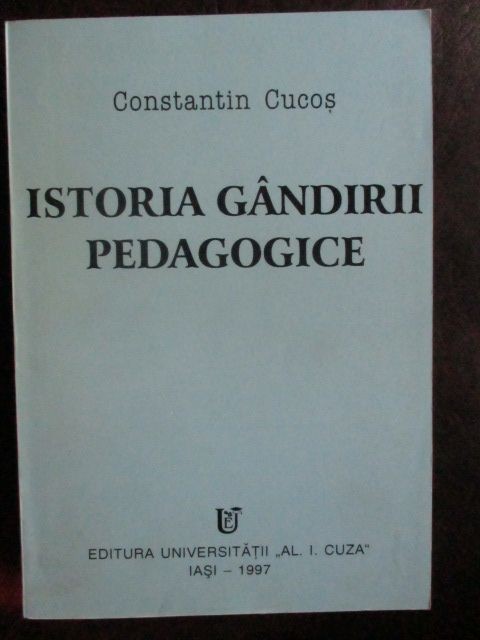 Constantin Cucoș
ISTORIA GÂNDIRII
PEDAGOGICE
EDITURA UNIVERSITĂȚII „AL. I. CUZA“
IAȘI – 1997